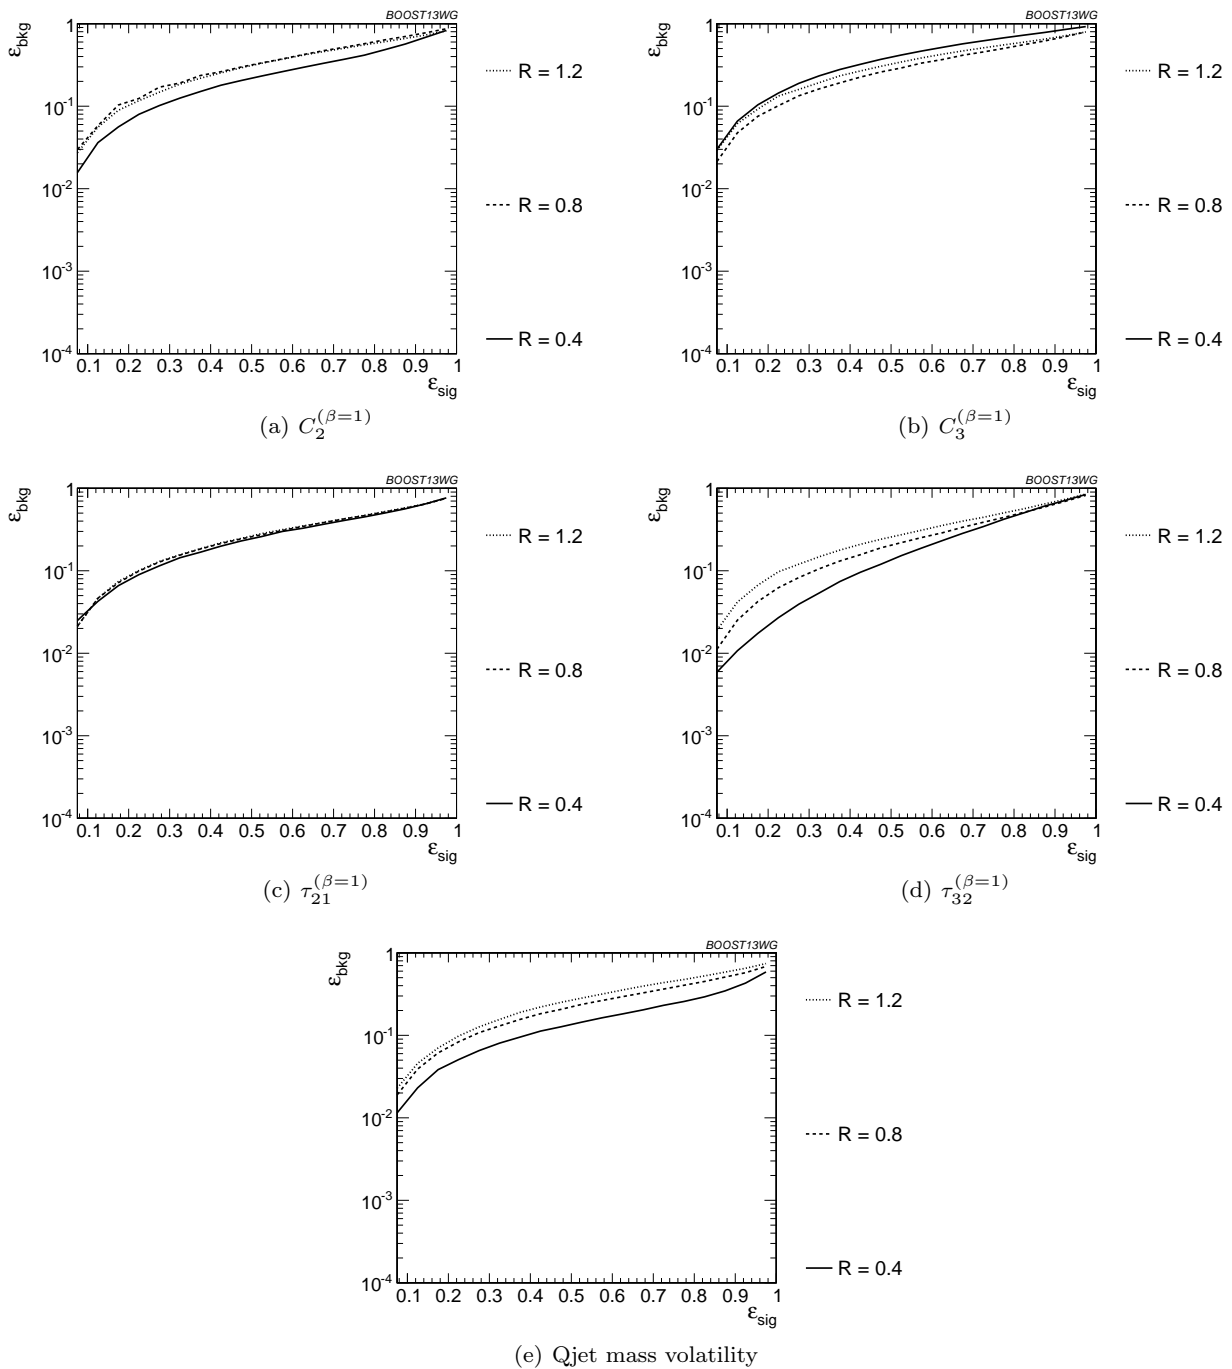 BOOST13WG
ε_bkg
1
10^-1
10^-2
10^-3
10^-4
0.1 0.2 0.3 0.4 0.5 0.6 0.7 0.8 0.9 1
ε_sig
R = 1.2
R = 0.8
R = 0.4
(a) C_2^(β=1)
BOOST13WG
ε_bkg
1
10^-1
10^-2
10^-3
10^-4
0.1 0.2 0.3 0.4 0.5 0.6 0.7 0.8 0.9 1
ε_sig
R = 1.2
R = 0.8
R = 0.4
(b) C_3^(β=1)
BOOST13WG
ε_bkg
1
10^-1
10^-2
10^-3
10^-4
0.1 0.2 0.3 0.4 0.5 0.6 0.7 0.8 0.9 1
ε_sig
R = 1.2
R = 0.8
R = 0.4
(c) τ_21^(β=1)
BOOST13WG
ε_bkg
1
10^-1
10^-2
10^-3
10^-4
0.1 0.2 0.3 0.4 0.5 0.6 0.7 0.8 0.9 1
ε_sig
R = 1.2
R = 0.8
R = 0.4
(d) τ_32^(β=1)
BOOST13WG
ε_bkg
1
10^-1
10^-2
10^-3
10^-4
0.1 0.2 0.3 0.4 0.5 0.6 0.7 0.8 0.9 1
ε_sig
R = 1.2
R = 0.8
R = 0.4
(e) Qjet mass volatility